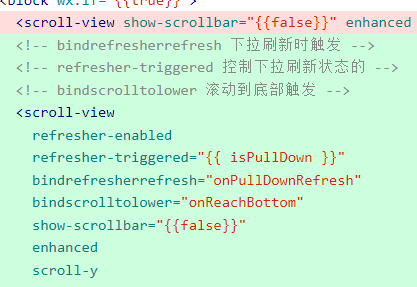 <block wx:if="{{true}}">
<scroll-view show-scrollbar="{{false}}" enhanced
<!-- bindrefresherrefresh 下拉刷新时触发 -->
<!-- refresher-triggered 控制下拉刷新状态的 -->
<!-- bindscrolltolower 滚动到底部触发 -->
<scroll-view
refresher-enabled
refresher-triggered="{{ isPullDown }}"
bindrefresherrefresh="onPullDownRefresh"
bindscrolltolower="onReachBottom"
show-scrollbar="{{false}}"
enhanced
scroll-y